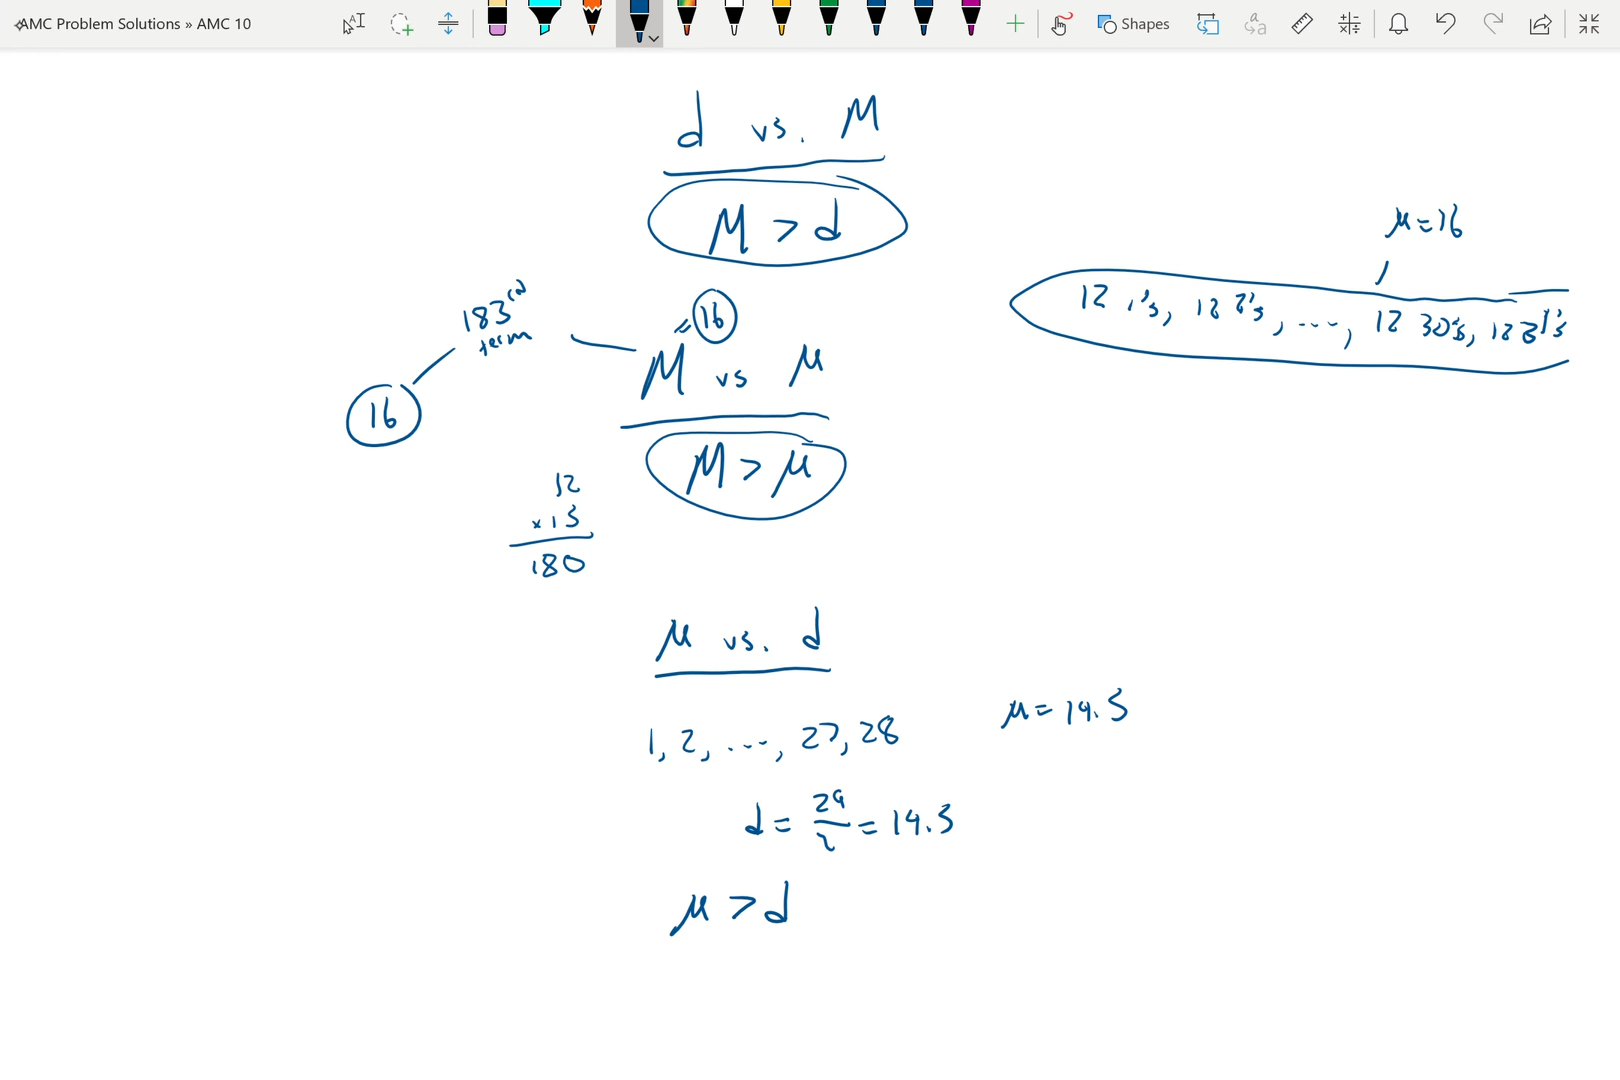 AMC Problem Solutions » AMC 10
Shapes
d vs. M
M > d
μ = 16
12 1's, 12 2's, ..., 12 30's, 12 31's
183rd
term
16
= 16
M vs μ
M > μ
12
× 15
180
μ vs. d
1, 2, ..., 27, 28
μ = 14.5
d = 29/2 = 14.5
μ > d